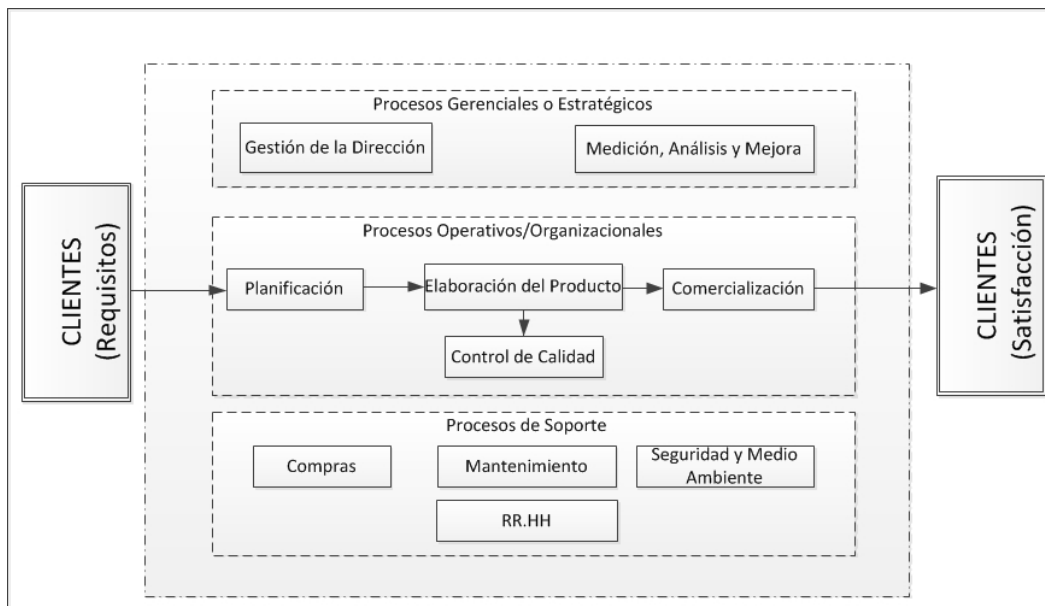 Procesos Gerenciales o Estratégicos
Gestión de la Dirección
Medición, Análisis y Mejora
CLIENTES
(Requisitos)
Procesos Operativos/Organizacionales
Planificación
Elaboración del Producto
Comercialización
Control de Calidad
CLIENTES
(Satisfacción)
Procesos de Soporte
Compras
Mantenimiento
Seguridad y Medio
Ambiente
RR.HH